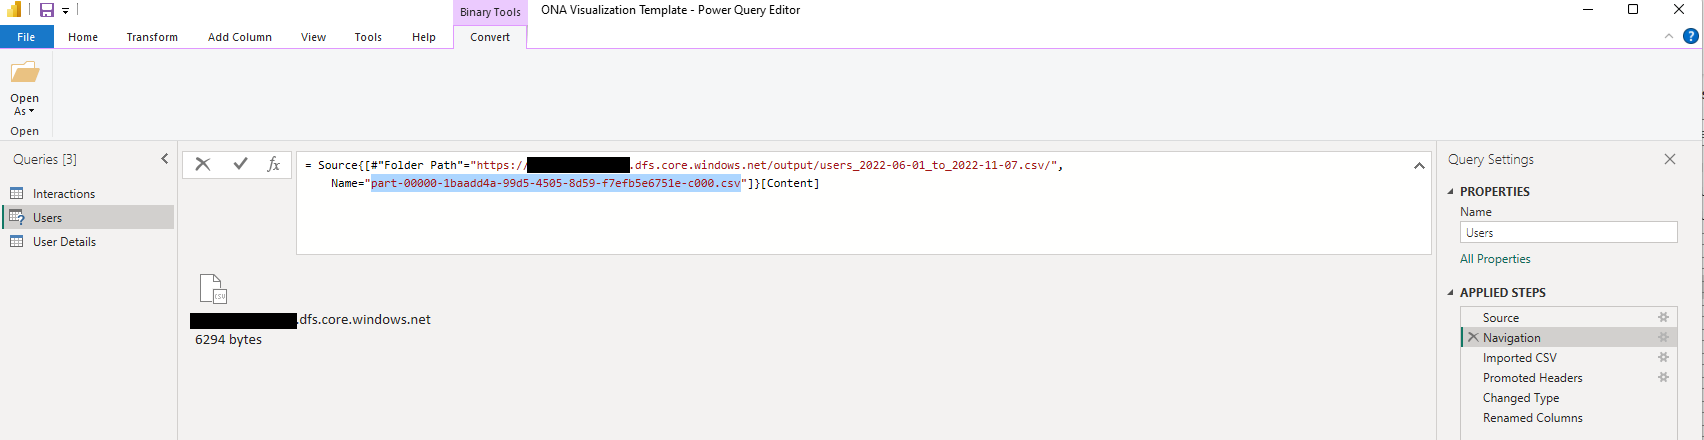 Binary Tools
ONA Visualization Template - Power Query Editor
File Home Transform Add Column View Tools Help Convert
Open
As
Open
Queries [3]
Interactions
Users
User Details
fx
= Source{[#"Folder Path"="https:// .dfs.core.windows.net/output/users_2022-06-01_to_2022-11-07.csv/",
Name="part-00000-1baadd4a-99d5-4505-8d59-f7efb5e6751e-c000.csv"]}[Content]
CSV
.dfs.core.windows.net
6294 bytes
Query Settings
PROPERTIES
Name
Users
All Properties
APPLIED STEPS
Source
Navigation
Imported CSV
Promoted Headers
Changed Type
Renamed Columns